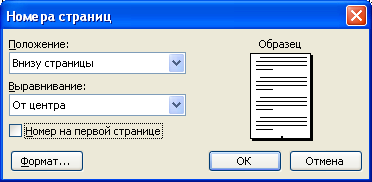 Номера страниц
Положение:
Внизу страницы
Образец
Выравнивание:
От центра
Номер на первой странице
Формат...
ОК
Отмена